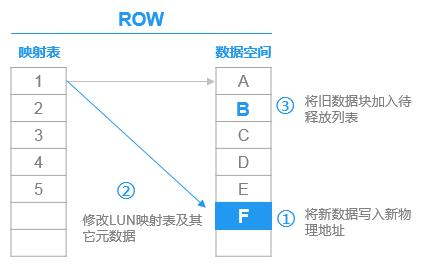 ROW
映射表
数据空间
1
A
2
B
③ 将旧数据块加入待
释放列表
3
C
4
D
5
E
②
修改LUN映射表及其
它元数据
F
① 将新数据写入新物
理地址